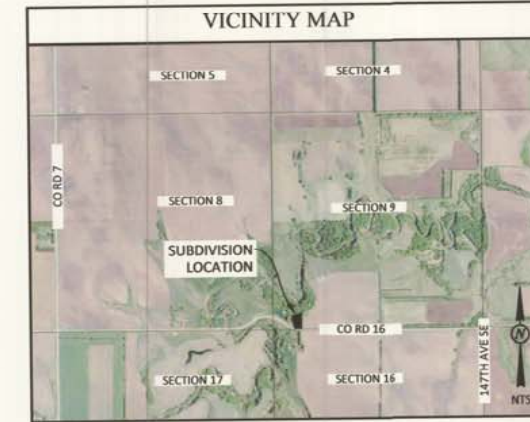 VICINITY MAP
SECTION 5
SECTION 4
CO RD 7
SECTION 8
SECTION 9
SUBDIVISION
LOCATION
CO RD 16
147TH AVE SE
N
SECTION 17
SECTION 16
NTS